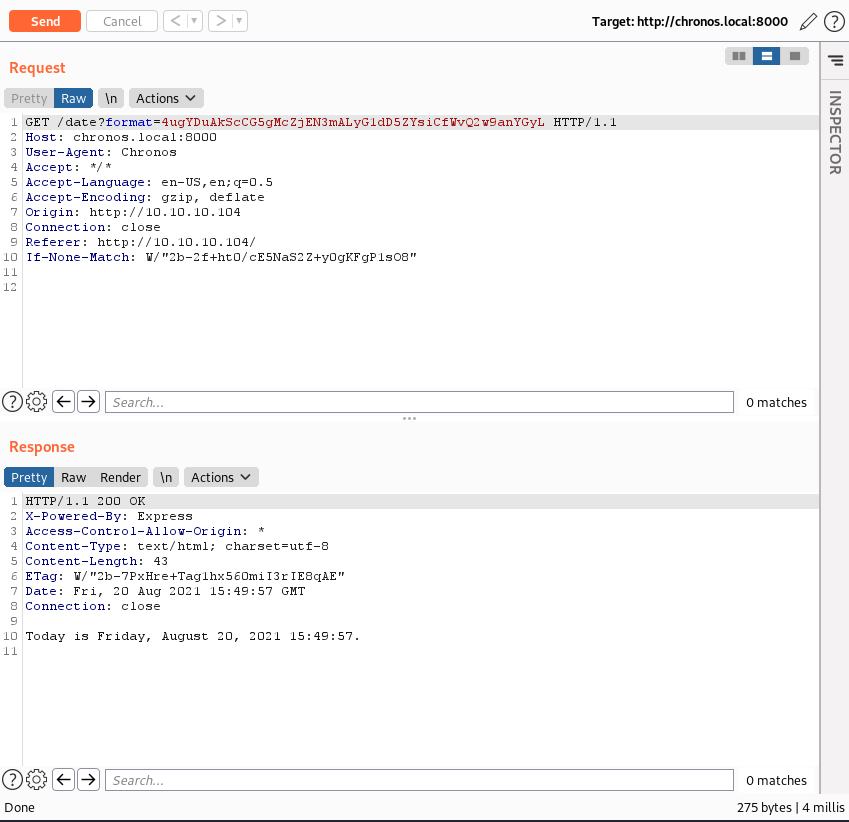 Send Cancel < > Target: http://chronos.local:8000 ?
Request
Pretty Raw \n Actions
INSPECTOR
1 GET /date?format=4ugYDuAkScCG5gMcZjEN3mALyG1dD5ZYsiCfWvQ2w9anYGyL HTTP/1.1
2 Host: chronos.local:8000
3 User-Agent: Chronos
4 Accept: */*
5 Accept-Language: en-US,en;q=0.5
6 Accept-Encoding: gzip, deflate
7 Origin: http://10.10.10.104
8 Connection: close
9 Referer: http://10.10.10.104/
10 If-None-Match: W/"2b-2f+ht0/cE5NaS2Z+y0gKFgP1sO8"
11
12
? Search... 0 matches
Response
Pretty Raw Render \n Actions
1 HTTP/1.1 200 OK
2 X-Powered-By: Express
3 Access-Control-Allow-Origin: *
4 Content-Type: text/html; charset=utf-8
5 Content-Length: 43
6 ETag: W/"2b-7PxHre+Tag1hx560miI3rIE8qAE"
7 Date: Fri, 20 Aug 2021 15:49:57 GMT
8 Connection: close
9
10 Today is Friday, August 20, 2021 15:49:57.
11
? Search... 0 matches
Done 275 bytes | 4 millis